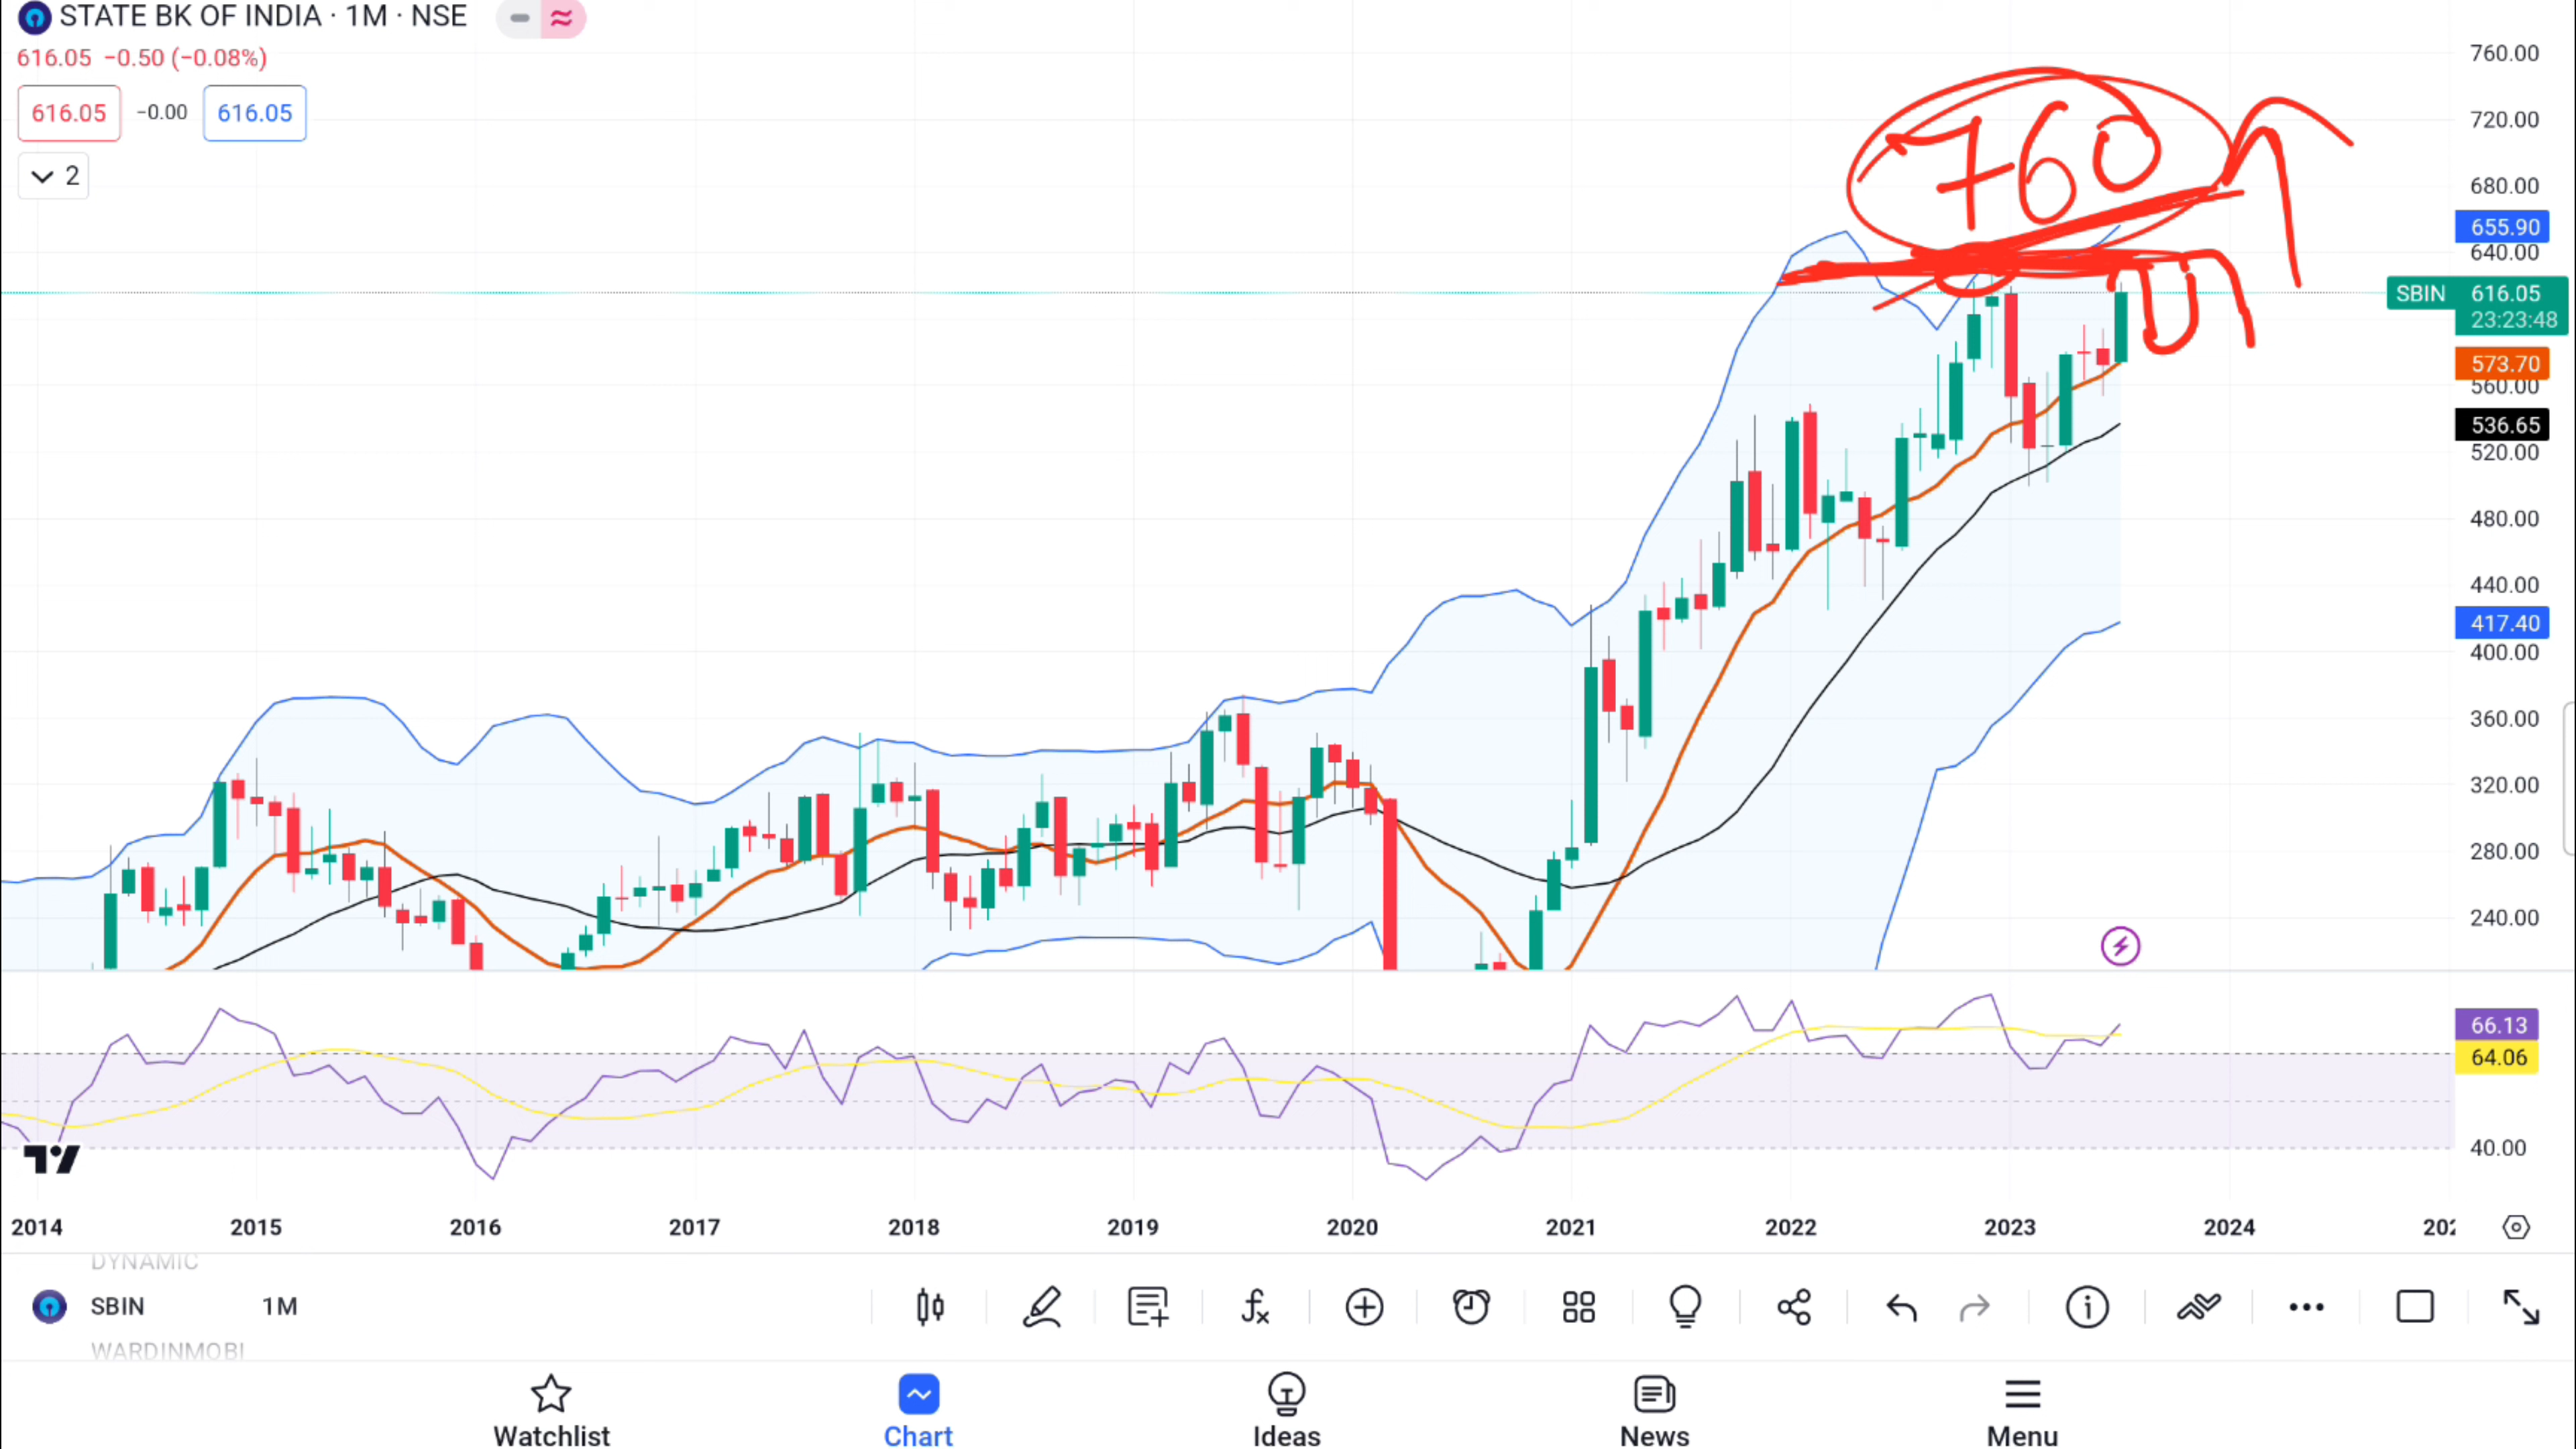 STATE BK OF INDIA · 1M · NSE
616.05 −0.50 (−0.08%)
616.05 −0.00 616.05
2
760
760.00
720.00
680.00
655.90
640.00
SBIN 616.05
23:23:48
573.70
560.00
536.65
520.00
480.00
440.00
417.40
400.00
360.00
320.00
280.00
240.00
66.13
64.06
40.00
2014 2015 2016 2017 2018 2019 2020 2021 2022 2023 2024
DYNAMIC
SBIN 1M
WARDINMOBI
Watchlist Chart Ideas News Menu